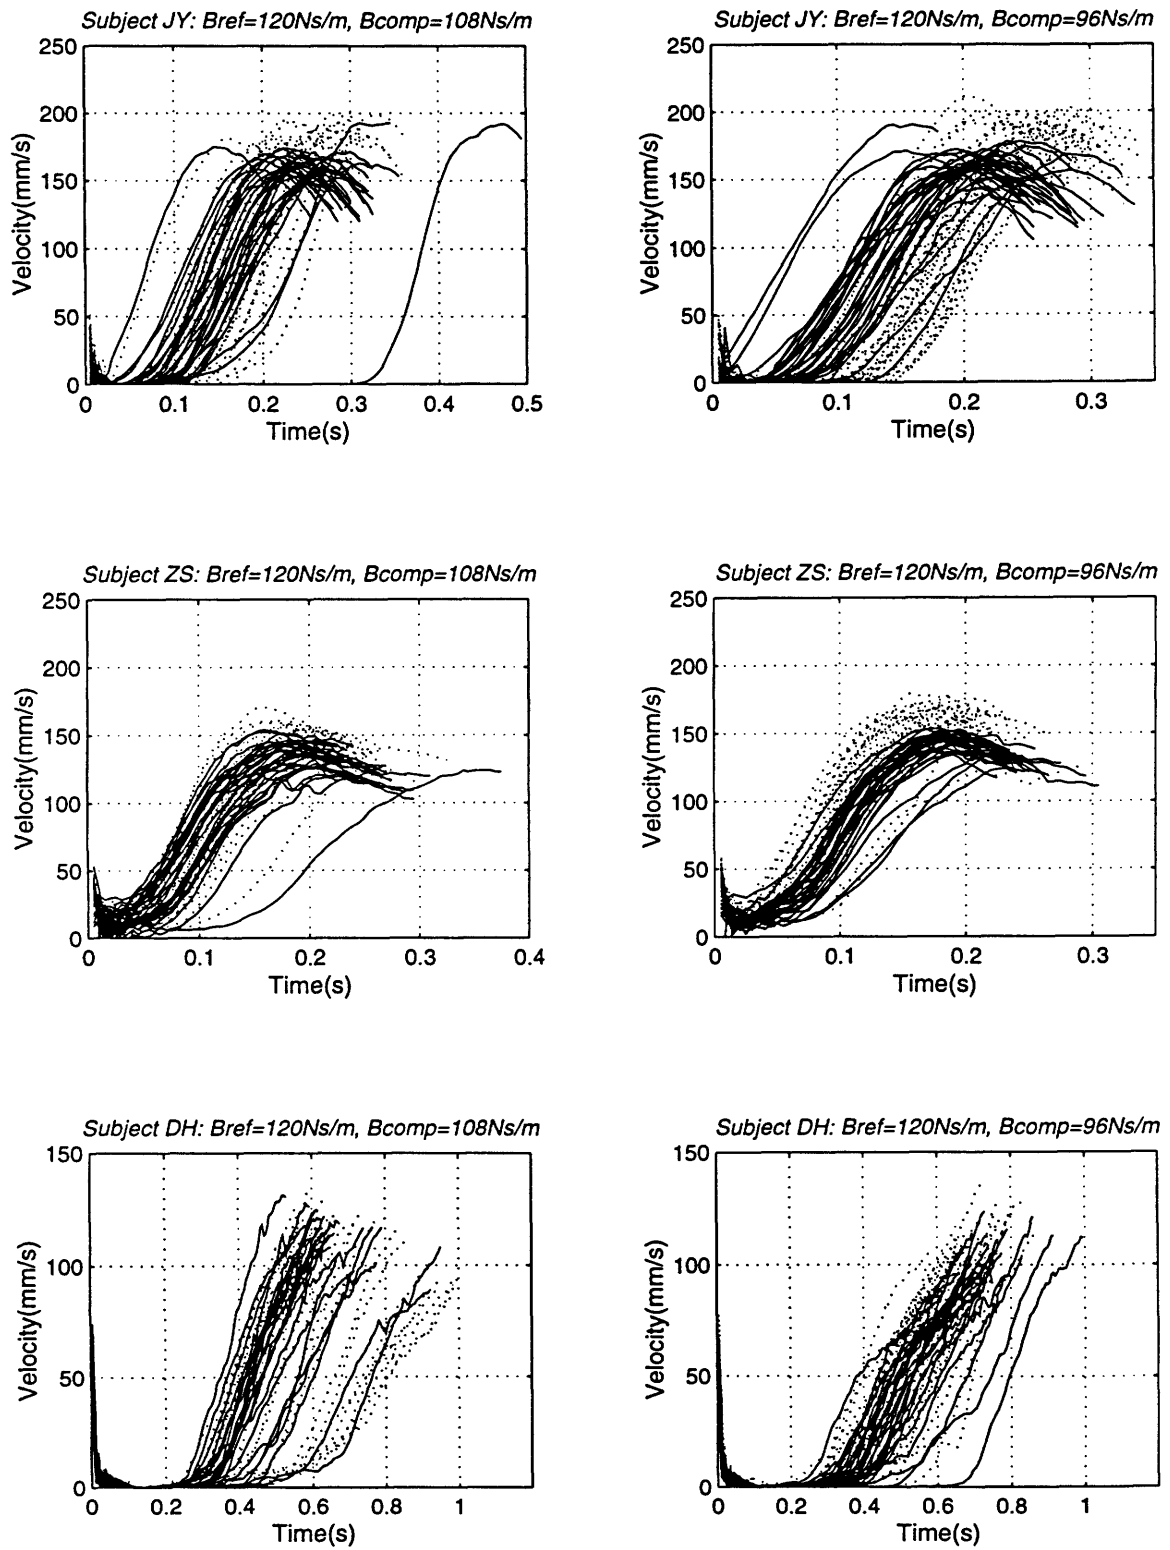 Subject JY: Bref=120Ns/m, Bcomp=108Ns/m
250
200
150
100
50
0
Velocity(mm/s)
0 0.1 0.2 0.3 0.4 0.5
Time(s)
Subject JY: Bref=120Ns/m, Bcomp=96Ns/m
250
200
150
100
50
0
Velocity(mm/s)
0 0.1 0.2 0.3
Time(s)
Subject ZS: Bref=120Ns/m, Bcomp=108Ns/m
250
200
150
100
50
0
Velocity(mm/s)
0 0.1 0.2 0.3 0.4
Time(s)
Subject ZS: Bref=120Ns/m, Bcomp=96Ns/m
250
200
150
100
50
0
Velocity(mm/s)
0 0.1 0.2 0.3
Time(s)
Subject DH: Bref=120Ns/m, Bcomp=108Ns/m
150
100
50
0
Velocity(mm/s)
0 0.2 0.4 0.6 0.8 1
Time(s)
Subject DH: Bref=120Ns/m, Bcomp=96Ns/m
150
100
50
0
Velocity(mm/s)
0 0.2 0.4 0.6 0.8 1
Time(s)